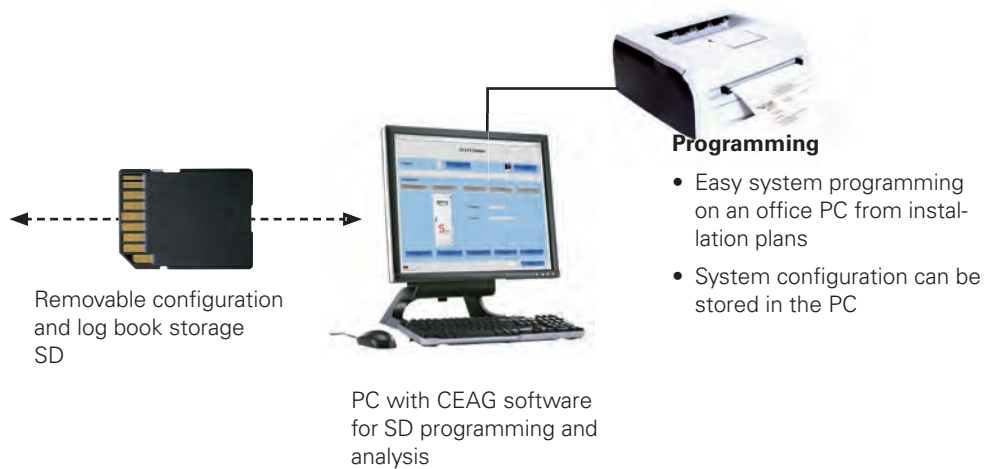 Programming
• Easy system programming
on an office PC from instal-
lation plans
• System configuration can be
stored in the PC
Removable configuration
and log book storage
SD
PC with CEAG software
for SD programming and
analysis